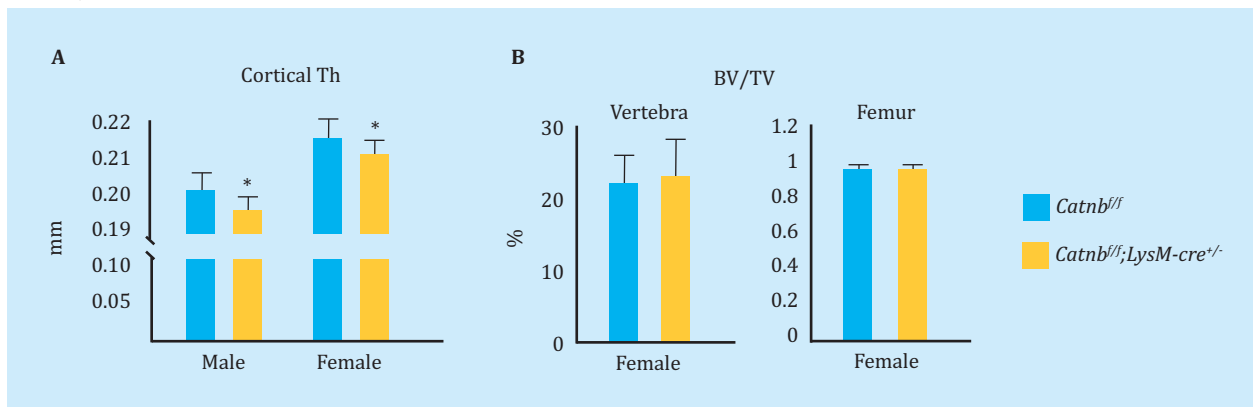 A
Cortical Th
mm
0.22
0.21
0.20
0.19
0.10
0.05
*
*
Male
Female
B
BV/TV
Vertebra
%
30
20
10
0
Female
Femur
1.2
1
0.8
0.6
0.4
0.2
0
Female
Catnb^f/f
Catnb^f/f;LysM-cre^+/-